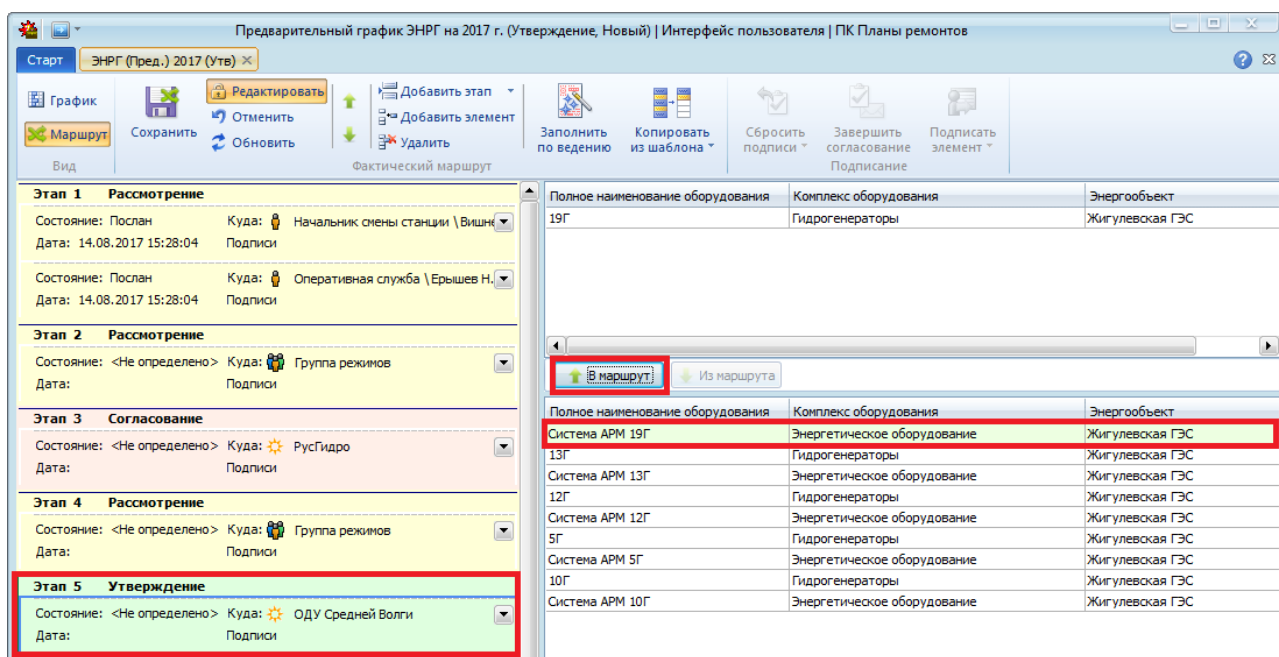 Предварительный график ЭНРГ на 2017 г. (Утверждение, Новый) | Интерфейс пользователя | ПК Планы ремонтов
Старт ЭНРГ (Пред.) 2017 (Утв)
График
Маршрут
Вид
Сохранить
Редактировать
Отменить
Обновить
Добавить этап
Добавить элемент
Удалить
Фактический маршрут
Заполнить по ведению
Копировать из шаблона
Сбросить подписи
Завершить согласование
Подписать элемент
Подписание
Этап 1 Рассмотрение
Состояние: Послан Куда: Начальник смены станции \
Дата: 14.08.2017 15:28:04 Подписи
Состояние: Послан Куда: Оперативная служба \ Ерышев Н.
Дата: 14.08.2017 15:28:04 Подписи
Этап 2 Рассмотрение
Состояние: <Не определено> Куда: Группа режимов
Дата: Подписи
Этап 3 Согласование
Состояние: <Не определено> Куда: РусГидро
Дата: Подписи
Этап 4 Рассмотрение
Состояние: <Не определено> Куда: Группа режимов
Дата: Подписи
Этап 5 Утверждение
Состояние: <Не определено> Куда: ОДУ Средней Волги
Дата: Подписи
Полное наименование оборудования Комплекс оборудования Энергообъект
19Г Гидрогенераторы Жигулевская ГЭС
В маршрут Из маршрута
Полное наименование оборудования Комплекс оборудования Энергообъект
Система АРМ 19Г Энергетическое оборудование Жигулевская ГЭС
13Г Гидрогенераторы Жигулевская ГЭС
Система АРМ 13Г Энергетическое оборудование Жигулевская ГЭС
12Г Гидрогенераторы Жигулевская ГЭС
Система АРМ 12Г Энергетическое оборудование Жигулевская ГЭС
5Г Гидрогенераторы Жигулевская ГЭС
Система АРМ 5Г Энергетическое оборудование Жигулевская ГЭС
10Г Гидрогенераторы Жигулевская ГЭС
Система АРМ 10Г Энергетическое оборудование Жигулевская ГЭС